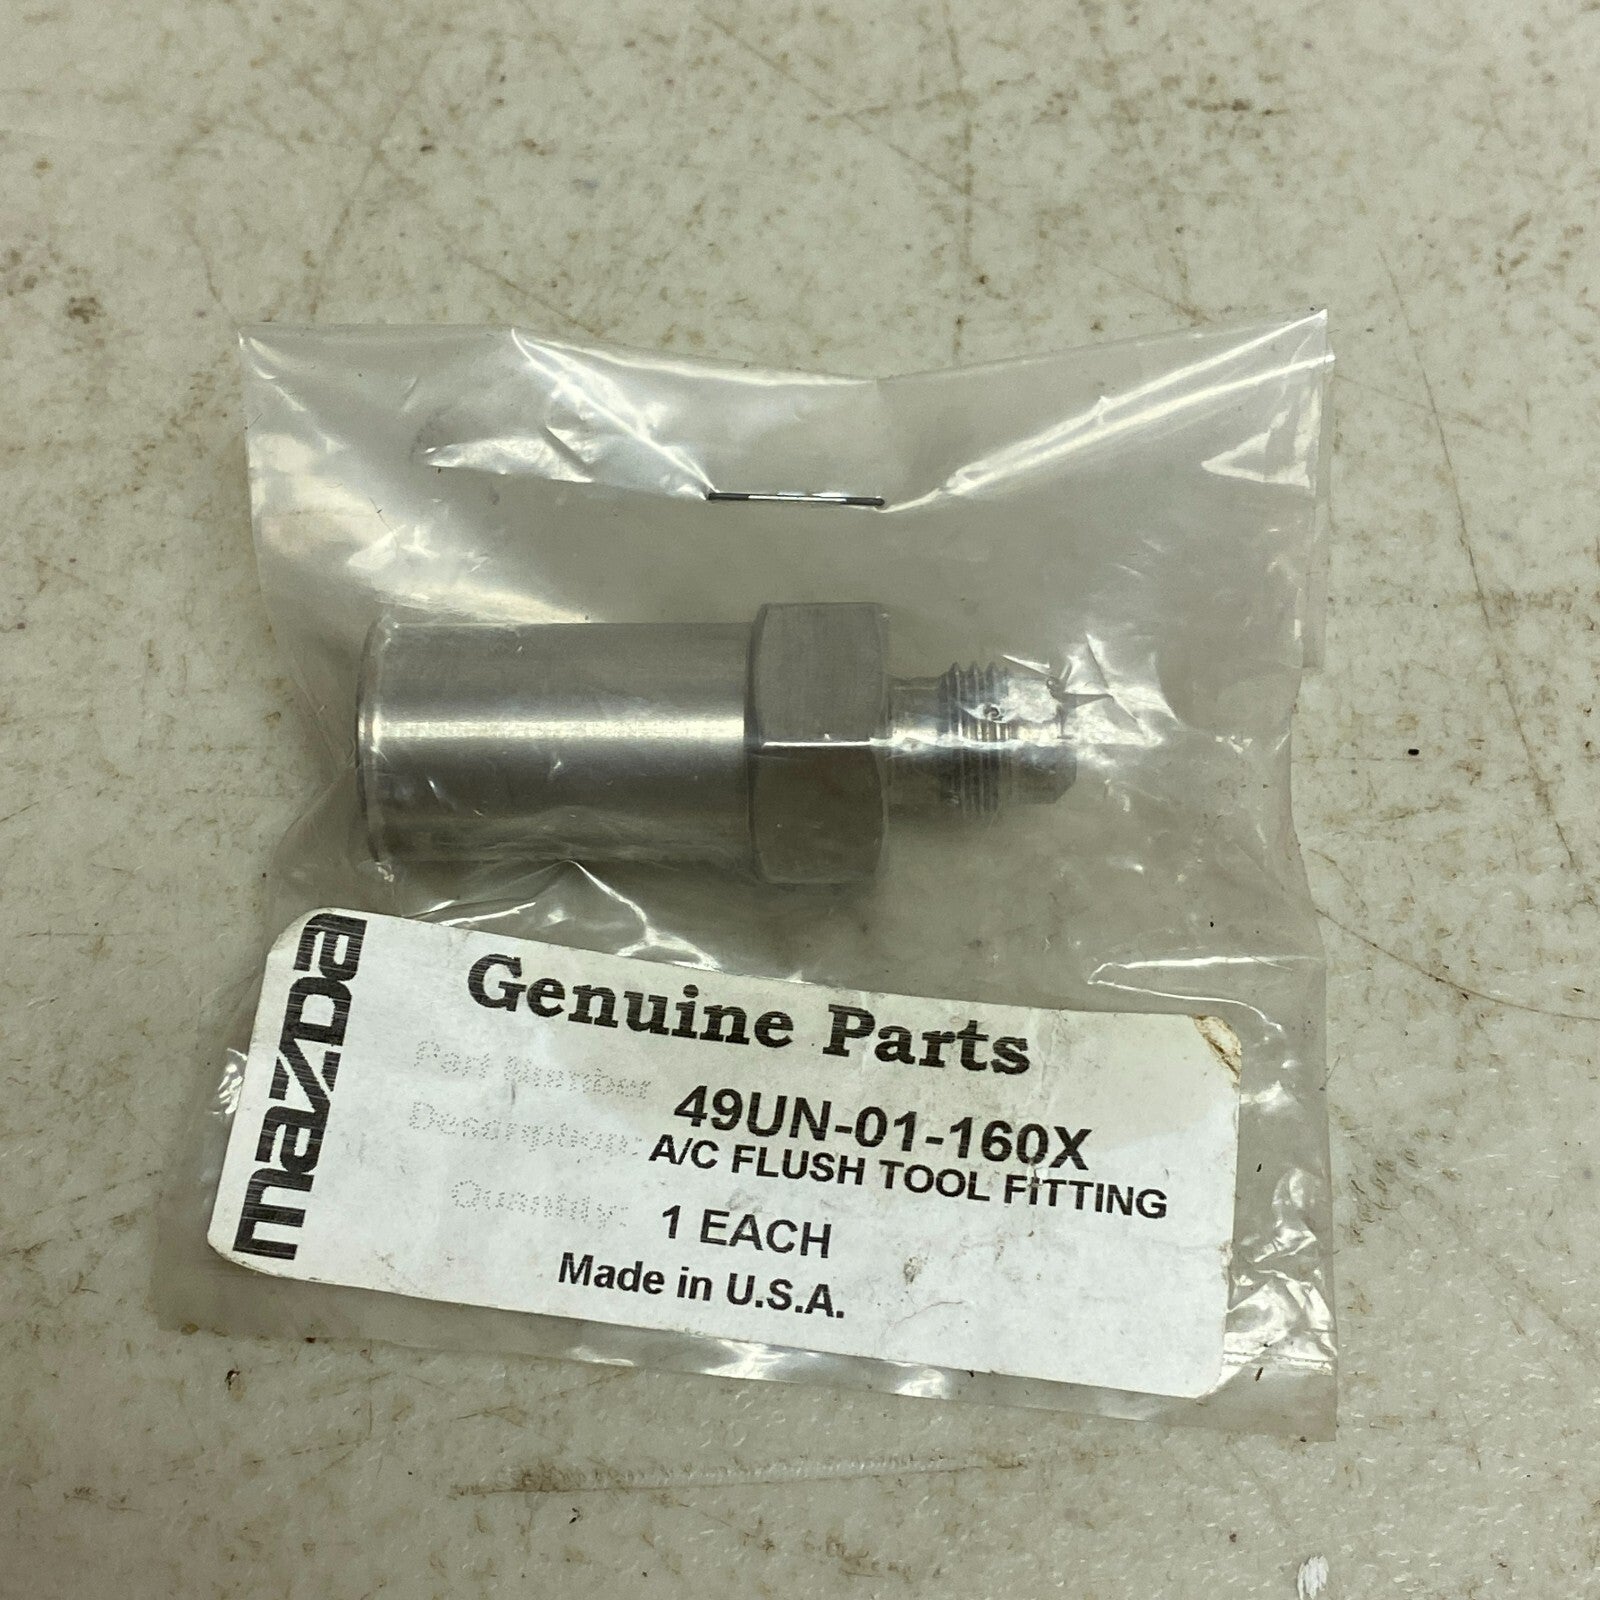 mazda
Genuine Parts
Part Number 49UN-01-160X
Description: A/C FLUSH TOOL FITTING
Quantity: 1 EACH
Made in U.S.A.